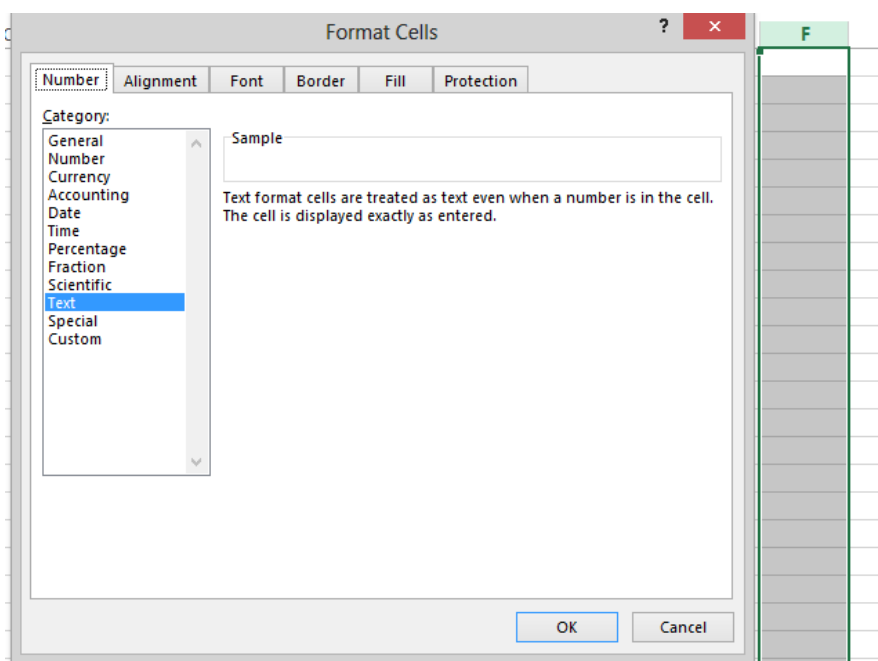 Format Cells
?
F
Number Alignment Font Border Fill Protection
Category:
General
Number
Currency
Accounting
Date
Time
Percentage
Fraction
Scientific
Text
Special
Custom
Sample
Text format cells are treated as text even when a number is in the cell.
The cell is displayed exactly as entered.
OK Cancel